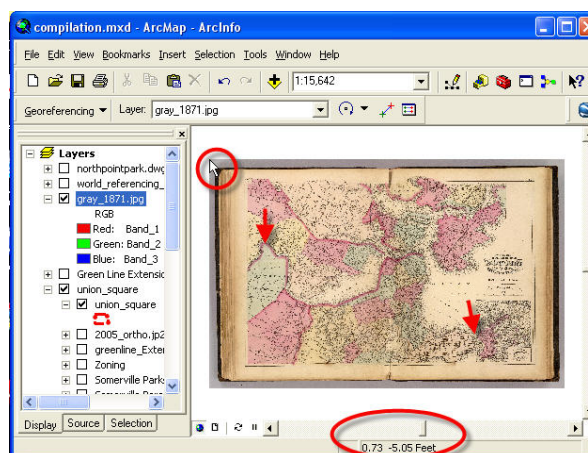 compilation.mxd - ArcMap - ArcInfo
File Edit View Bookmarks Insert Selection Tools Window Help
1:15,642
Georeferencing Layer: gray_1871.jpg
Layers
northpointpark.dwg
world_referencing_
gray_1871.jpg
RGB
Red: Band_1
Green: Band_2
Blue: Band_3
Green Line Extensio
union_square
union_square
2005_ortho.jp2
greenline_Exter
Zoning
Somerville Park
Display Source Selection
0.73 -5.05 Feet